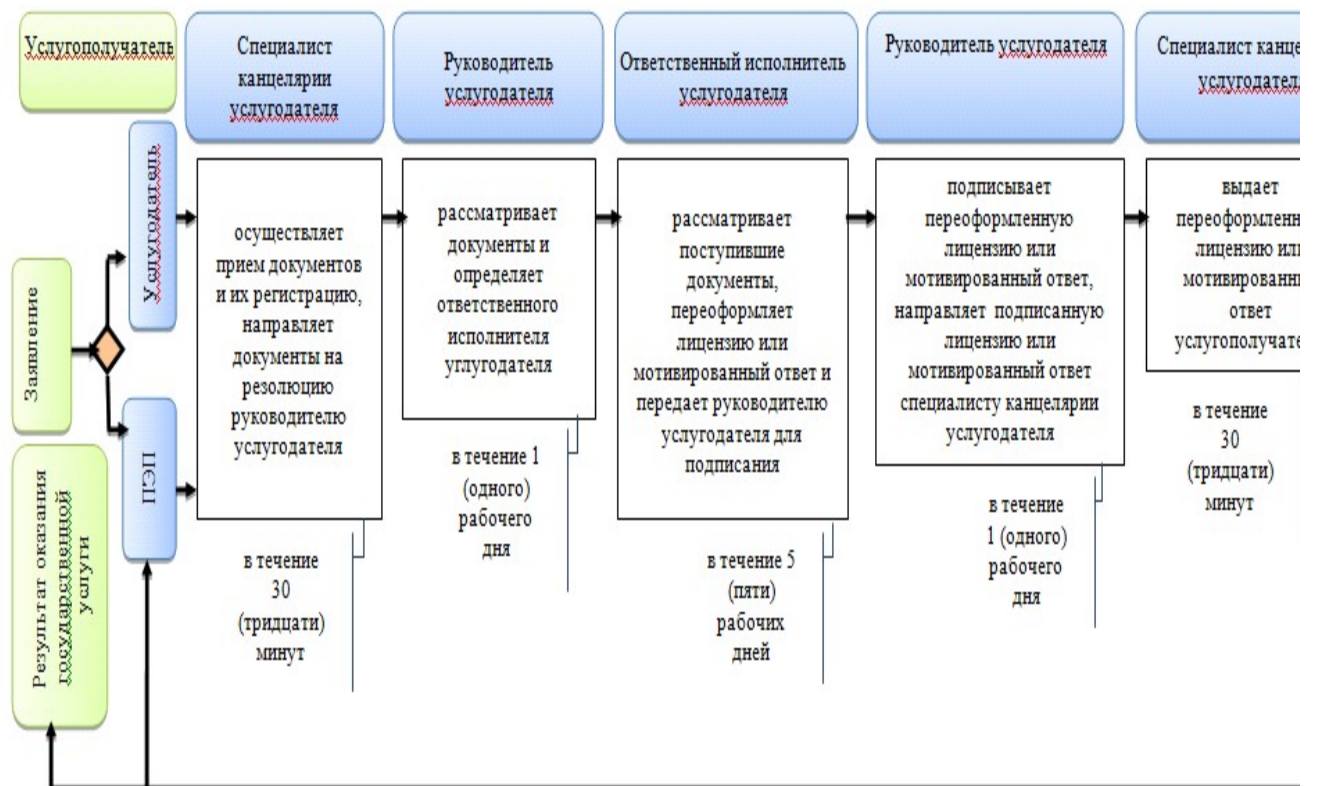 Услугополучатель
Специалист
канцелярии
услугодателя
Руководитель
услугодателя
Ответственный исполнитель
услугодателя
Руководитель услугодателя
Специалист
услугодателя
Заявление
Услугодатель
ПЭП
Результат оказания
государственной
услуги
осуществляет
прием документов
и их регистрацию,
направляет
документы на
резолюцию
руководителю
услугодателя
в течение
30
(тридцати)
минут
рассматривает
документы и
определяет
ответственного
исполнителя
углугодателя
в течение 1
(одного)
рабочего
дня
рассматривает
поступившие
документы,
переоформляет
лицензию или
мотивированный ответ и
передает руководителю
услугодателя для
подписания
в течение 5
(пяти)
рабочих
дней
подписывает
переоформленную
лицензию или
мотивированный ответ,
направляет подписанную
лицензию или
мотивированный ответ
специалисту канцелярии
услугодателя
в течение
1 (одного)
рабочего
дня
выдает
лицензию или
ответ
в течение
30
(тридцати)
минут